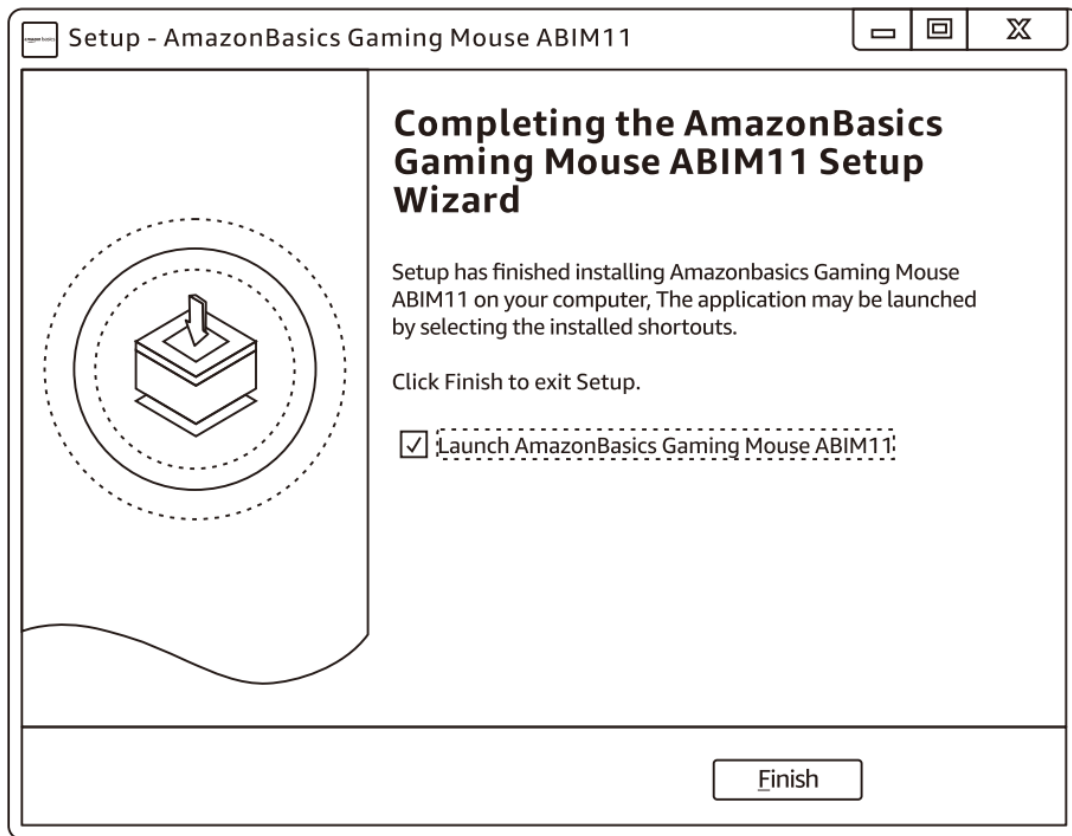 Setup - AmazonBasics Gaming Mouse ABIM11
Completing the AmazonBasics
Gaming Mouse ABIM11 Setup
Wizard
Setup has finished installing Amazonbasics Gaming Mouse
ABIM11 on your computer, The application may be launched
by selecting the installed shortouts.
Click Finish to exit Setup.
Launch AmazonBasics Gaming Mouse ABIM11
Finish